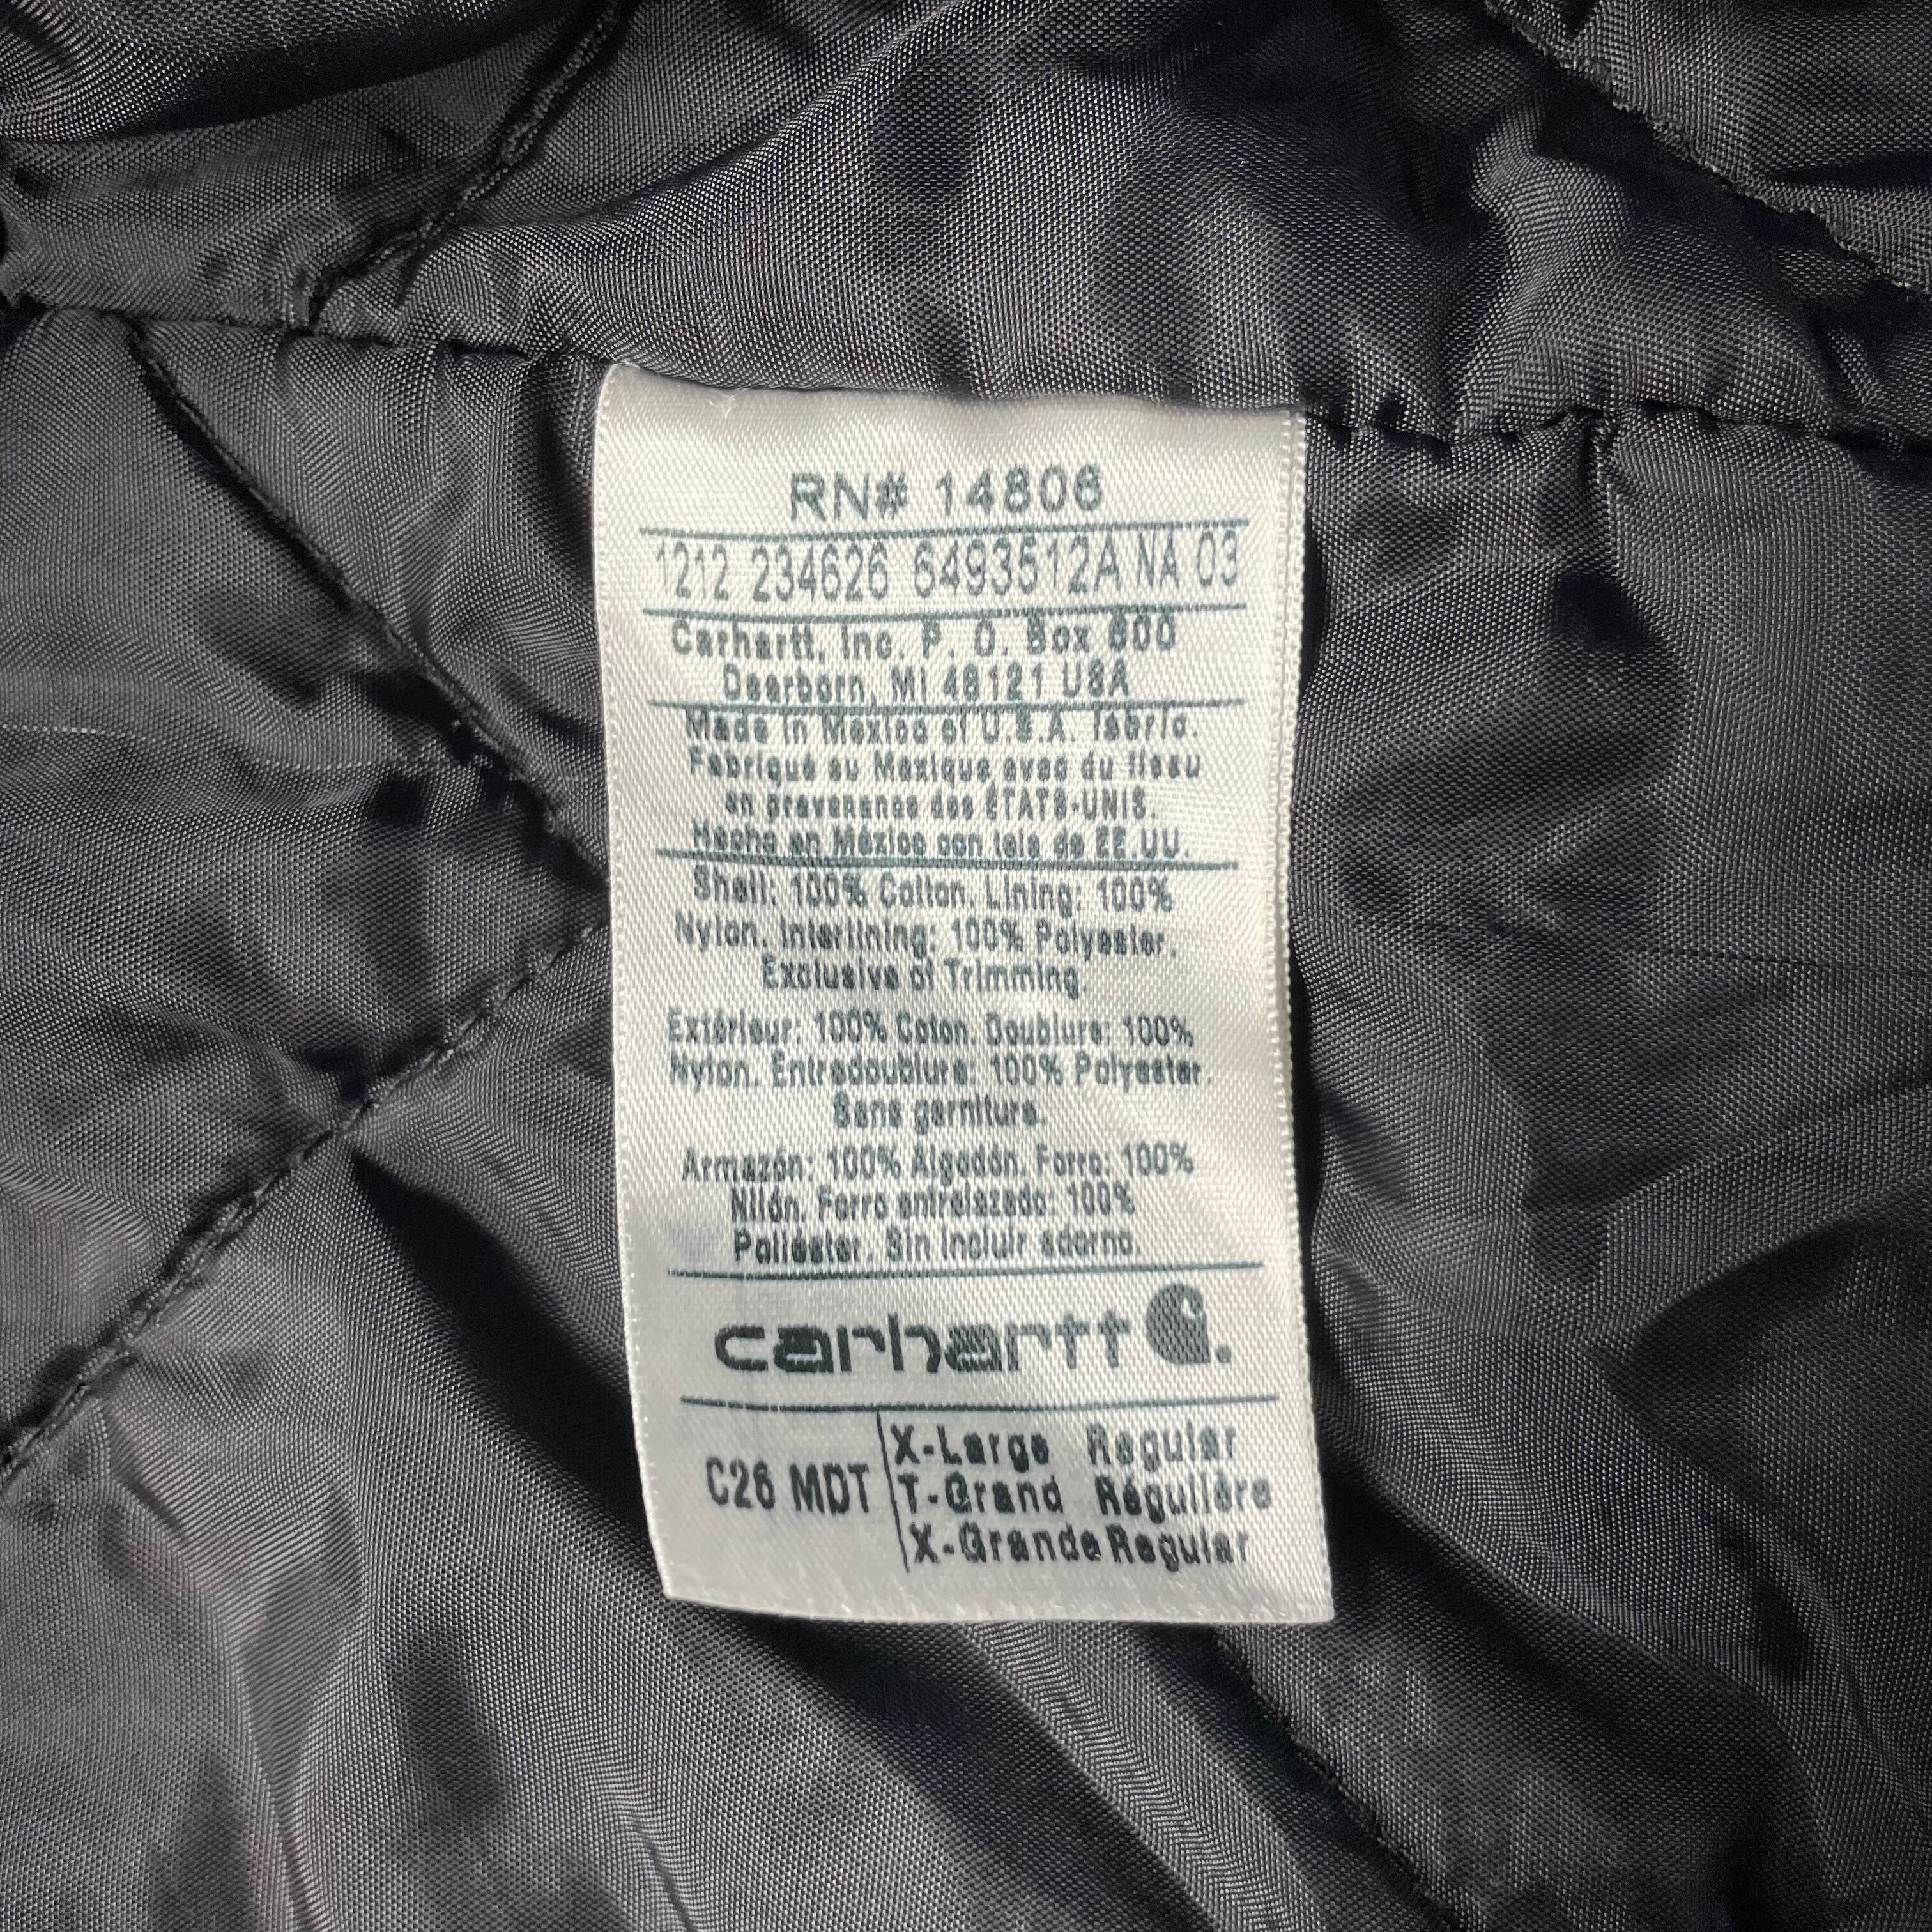 RN# 14806
1212 234626 6493512A NA 03
Carhartt, Inc. P. O. Box 600
Dearborn, MI 48121 USA
Made in Mexico of U.S.A. fabric.
Fabriqué au Mexique avec du tissu
en provenance des ÉTATS-UNIS.
Hecho en México con tela de EE.UU.
Shell: 100% Cotton. Lining: 100%
Nylon. Interlining: 100% Polyester.
Exclusive of Trimming.
Extérieur: 100% Coton. Doublure: 100%
Nylon. Entredoublure: 100% Polyester.
Sans garniture.
Armazón: 100% Algodón. Forro: 100%
Nilón. Forro entrelazado: 100%
Poliéster. Sin incluir adorno.
carhartt
C26 MDT
X-Large Regular
T-Grand Régulière
X-Grande Regular